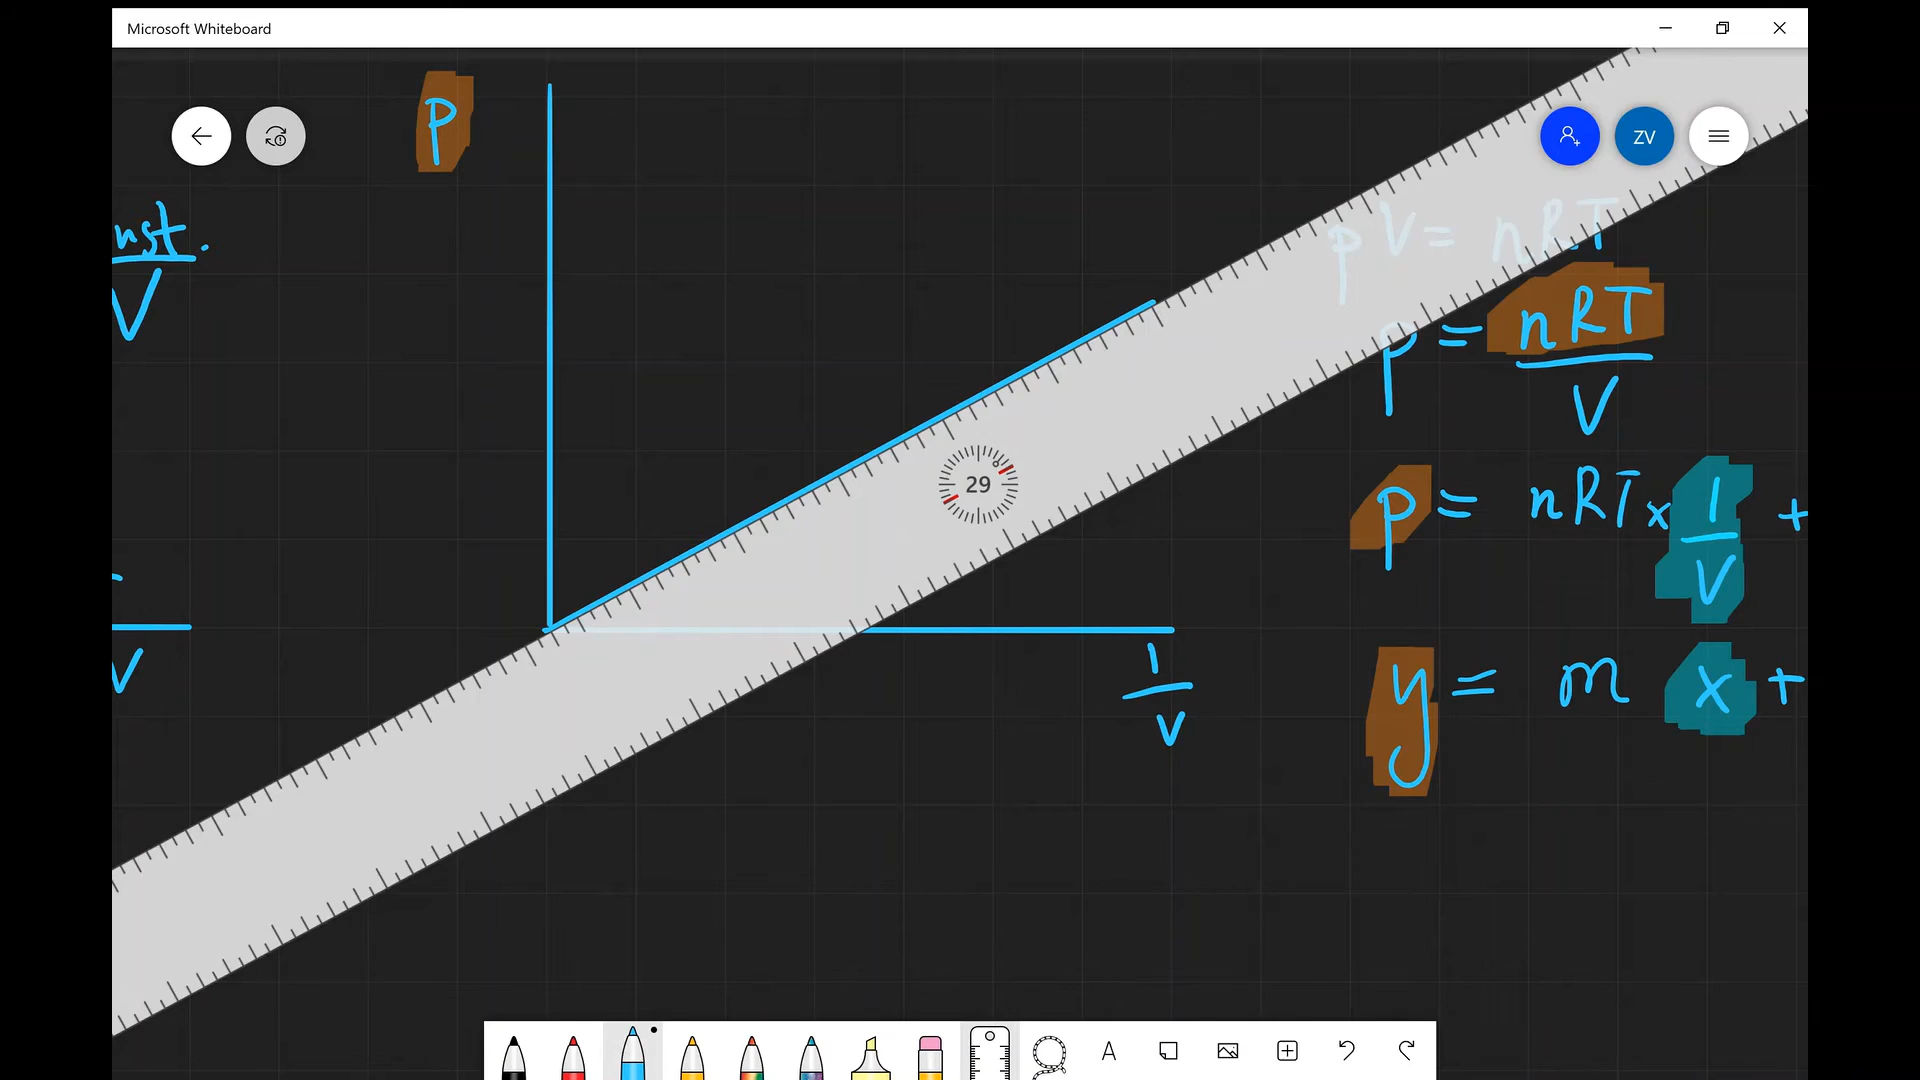 Microsoft Whiteboard
p
ZV
nst.
V
pV = nRT
p = nRT
V
p = nRT x 1 +
V
y = m x +
29
1
V
V
A